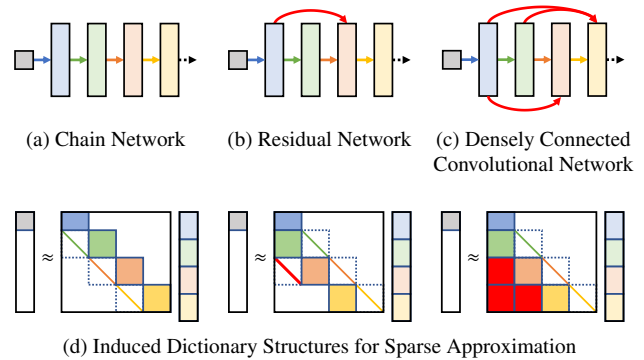 (a) Chain Network
(b) Residual Network
(c) Densely Connected
Convolutional Network
≈
≈
≈
(d) Induced Dictionary Structures for Sparse Approximation